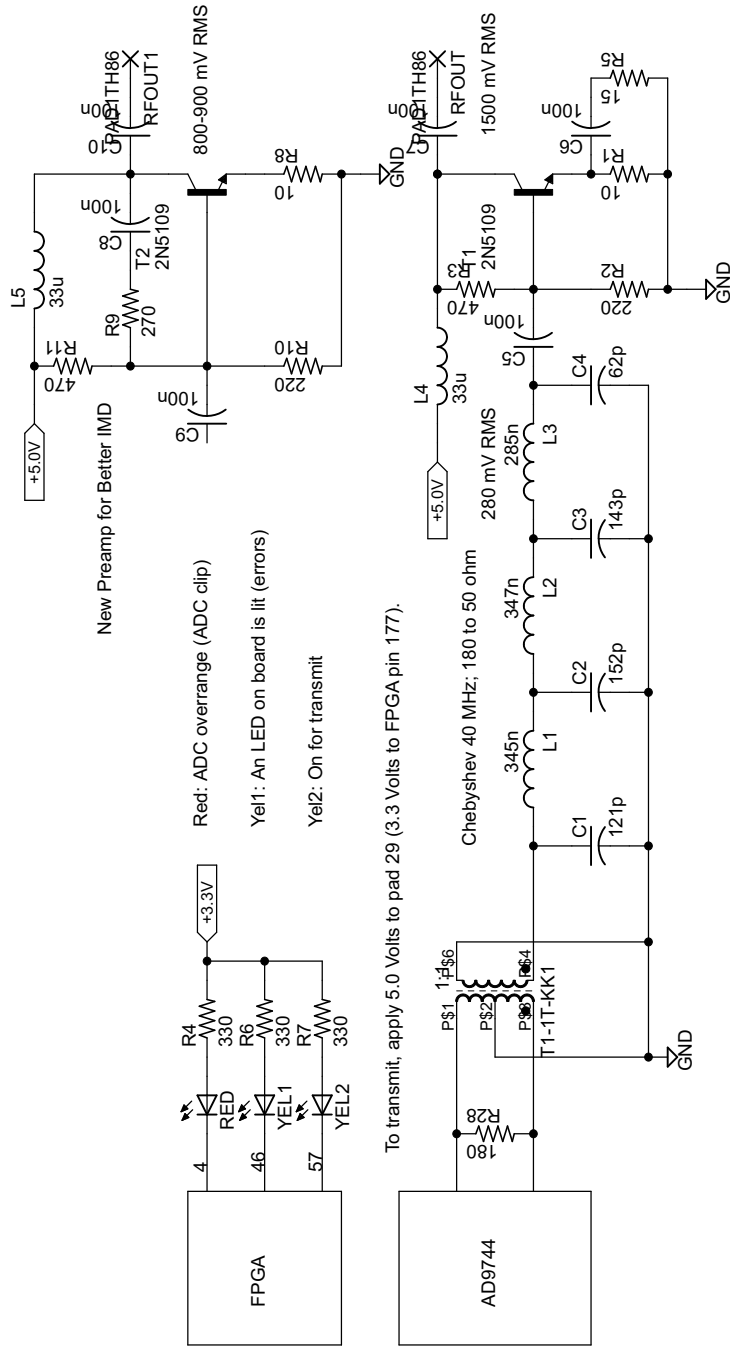 +5.0V
L5
33u
R11
470
R9
270
C8
100n
T2
2N5109
C10
100n
PAD1TH86
RFOUT1
800-900 mV RMS
C9
100n
R10
220
R8
10
GND
New Preamp for Better IMD
Red: ADC overrange (ADC clip)
Yel1: An LED on board is lit (errors)
Yel2: On for transmit
+3.3V
R4
330
R6
330
R7
330
RED
YEL1
YEL2
4
46
57
FPGA
To transmit, apply 5.0 Volts to pad 29 (3.3 Volts to FPGA pin 177).
AD9744
R28
180
P$1
P$2
P$3
1:1
P$6
P$4
T1-1T-KK1
GND
Chebyshev 40 MHz; 180 to 50 ohm
C1
121p
345n
L1
C2
152p
347n
L2
C3
143p
285n
L3
C4
62p
280 mV RMS
+5.0V
L4
33u
C5
100n
R3
470
T1
2N5109
C7
100n
PAD1TH86
RFOUT
1500 mV RMS
R2
220
R1
10
C6
100n
R5
15
GND